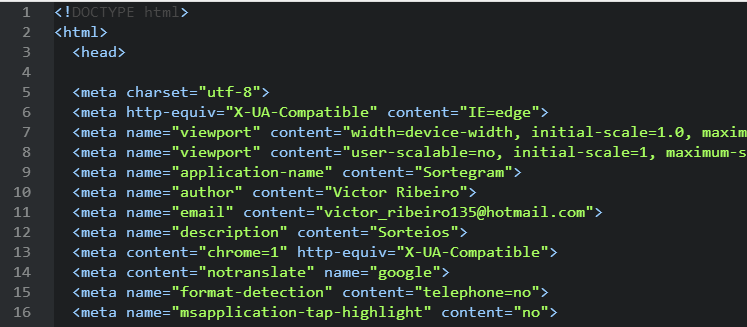 1 <!DOCTYPE html>
2 <html>
3 <head>
4
5 <meta charset="utf-8">
6 <meta http-equiv="X-UA-Compatible" content="IE=edge">
7 <meta name="viewport" content="width=device-width, initial-scale=1.0, maxim
8 <meta name="viewport" content="user-scalable=no, initial-scale=1, maximum-s
9 <meta name="application-name" content="Sortegram">
10 <meta name="author" content="Victor Ribeiro">
11 <meta name="email" content="victor_ribeiro135@hotmail.com">
12 <meta name="description" content="Sorteios">
13 <meta content="chrome=1" http-equiv="X-UA-Compatible">
14 <meta content="notranslate" name="google">
15 <meta name="format-detection" content="telephone=no">
16 <meta name="msapplication-tap-highlight" content="no">